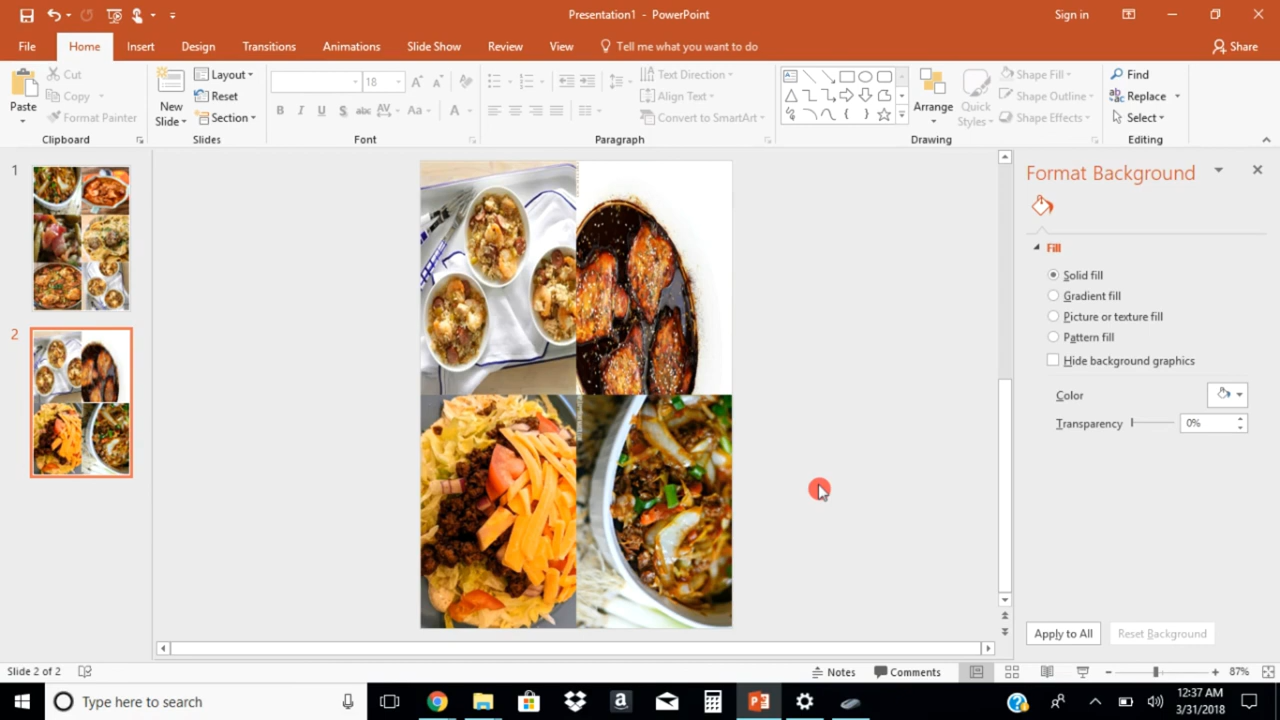 Presentation1 - PowerPoint
Sign in
File Home Insert Design Transitions Animations Slide Show Review View Tell me what you want to do Share
Paste
Cut
Copy
Format Painter
Clipboard
New Slide
Layout
Reset
Section
Slides
18
B I U S abc AV Aa A
Font
Text Direction
Align Text
Convert to SmartArt
Paragraph
Arrange
Quick Styles
Shape Fill
Shape Outline
Shape Effects
Drawing
Find
Replace
Select
Editing
1
2
Format Background
Fill
Solid fill
Gradient fill
Picture or texture fill
Pattern fill
Hide background graphics
Color
Transparency 0%
Apply to All Reset Background
Slide 2 of 2 Notes Comments 87%
Type here to search
12:37 AM
3/31/2018